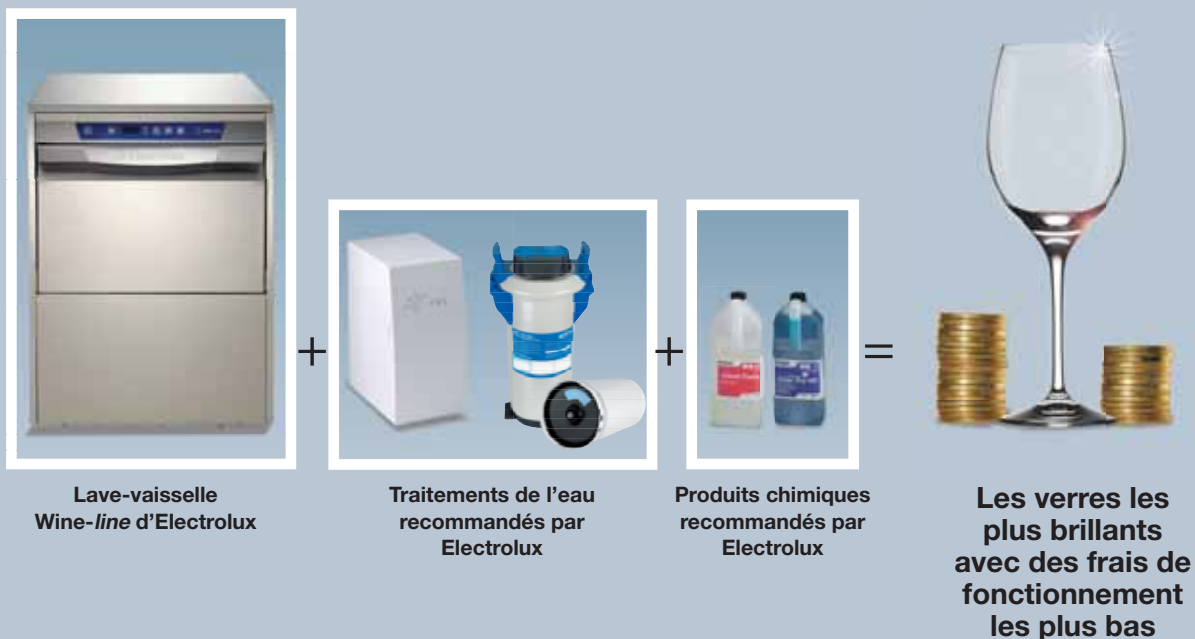 +
+
=
Lave-vaisselle
Wine-line d’Electrolux
Traitements de l’eau
recommandés par
Electrolux
Produits chimiques
recommandés par
Electrolux
Les verres les
plus brillants
avec des frais de
fonctionnement
les plus bas